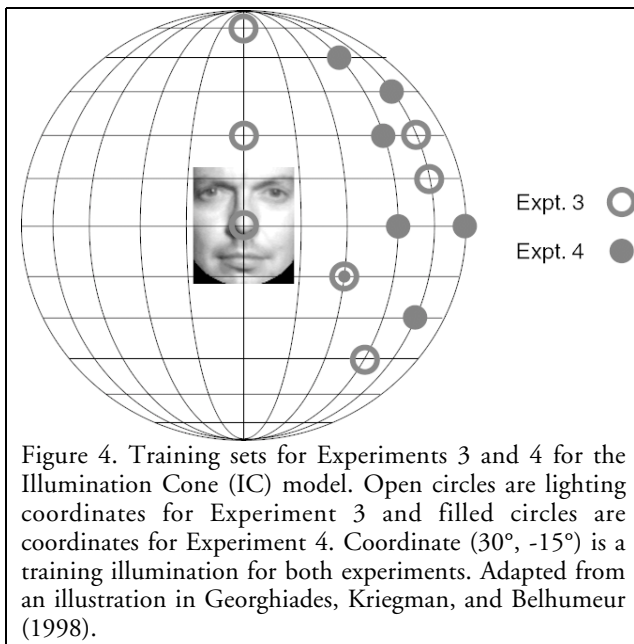 Expt. 3
Expt. 4
Figure 4. Training sets for Experiments 3 and 4 for the
Illumination Cone (IC) model. Open circles are lighting
coordinates for Experiment 3 and filled circles are
coordinates for Experiment 4. Coordinate (30°, -15°) is a
training illumination for both experiments. Adapted from
an illustration in Georghiades, Kriegman, and Belhumeur
(1998).